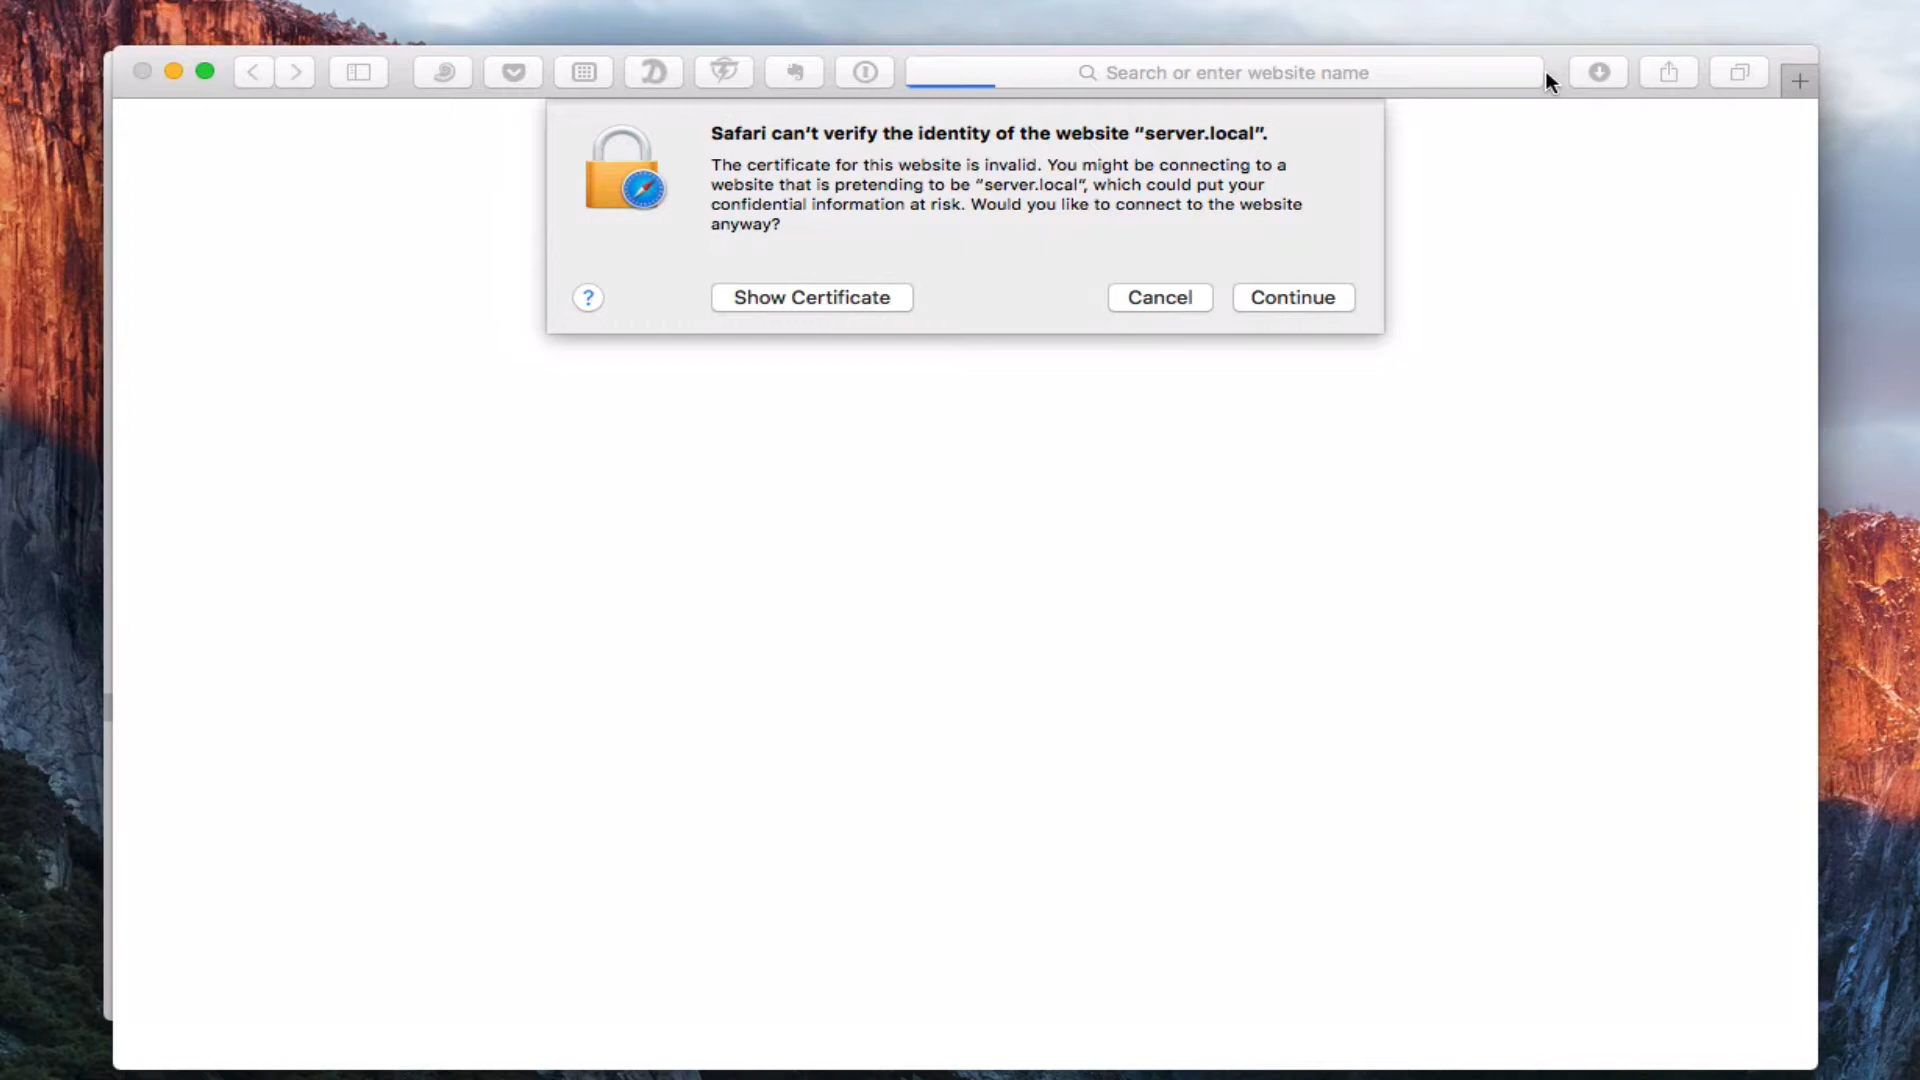 Search or enter website name
Safari can’t verify the identity of the website “server.local”.
The certificate for this website is invalid. You might be connecting to a
website that is pretending to be “server.local“, which could put your
confidential information at risk. Would you like to connect to the website
anyway?
?
Show Certificate
Cancel
Continue